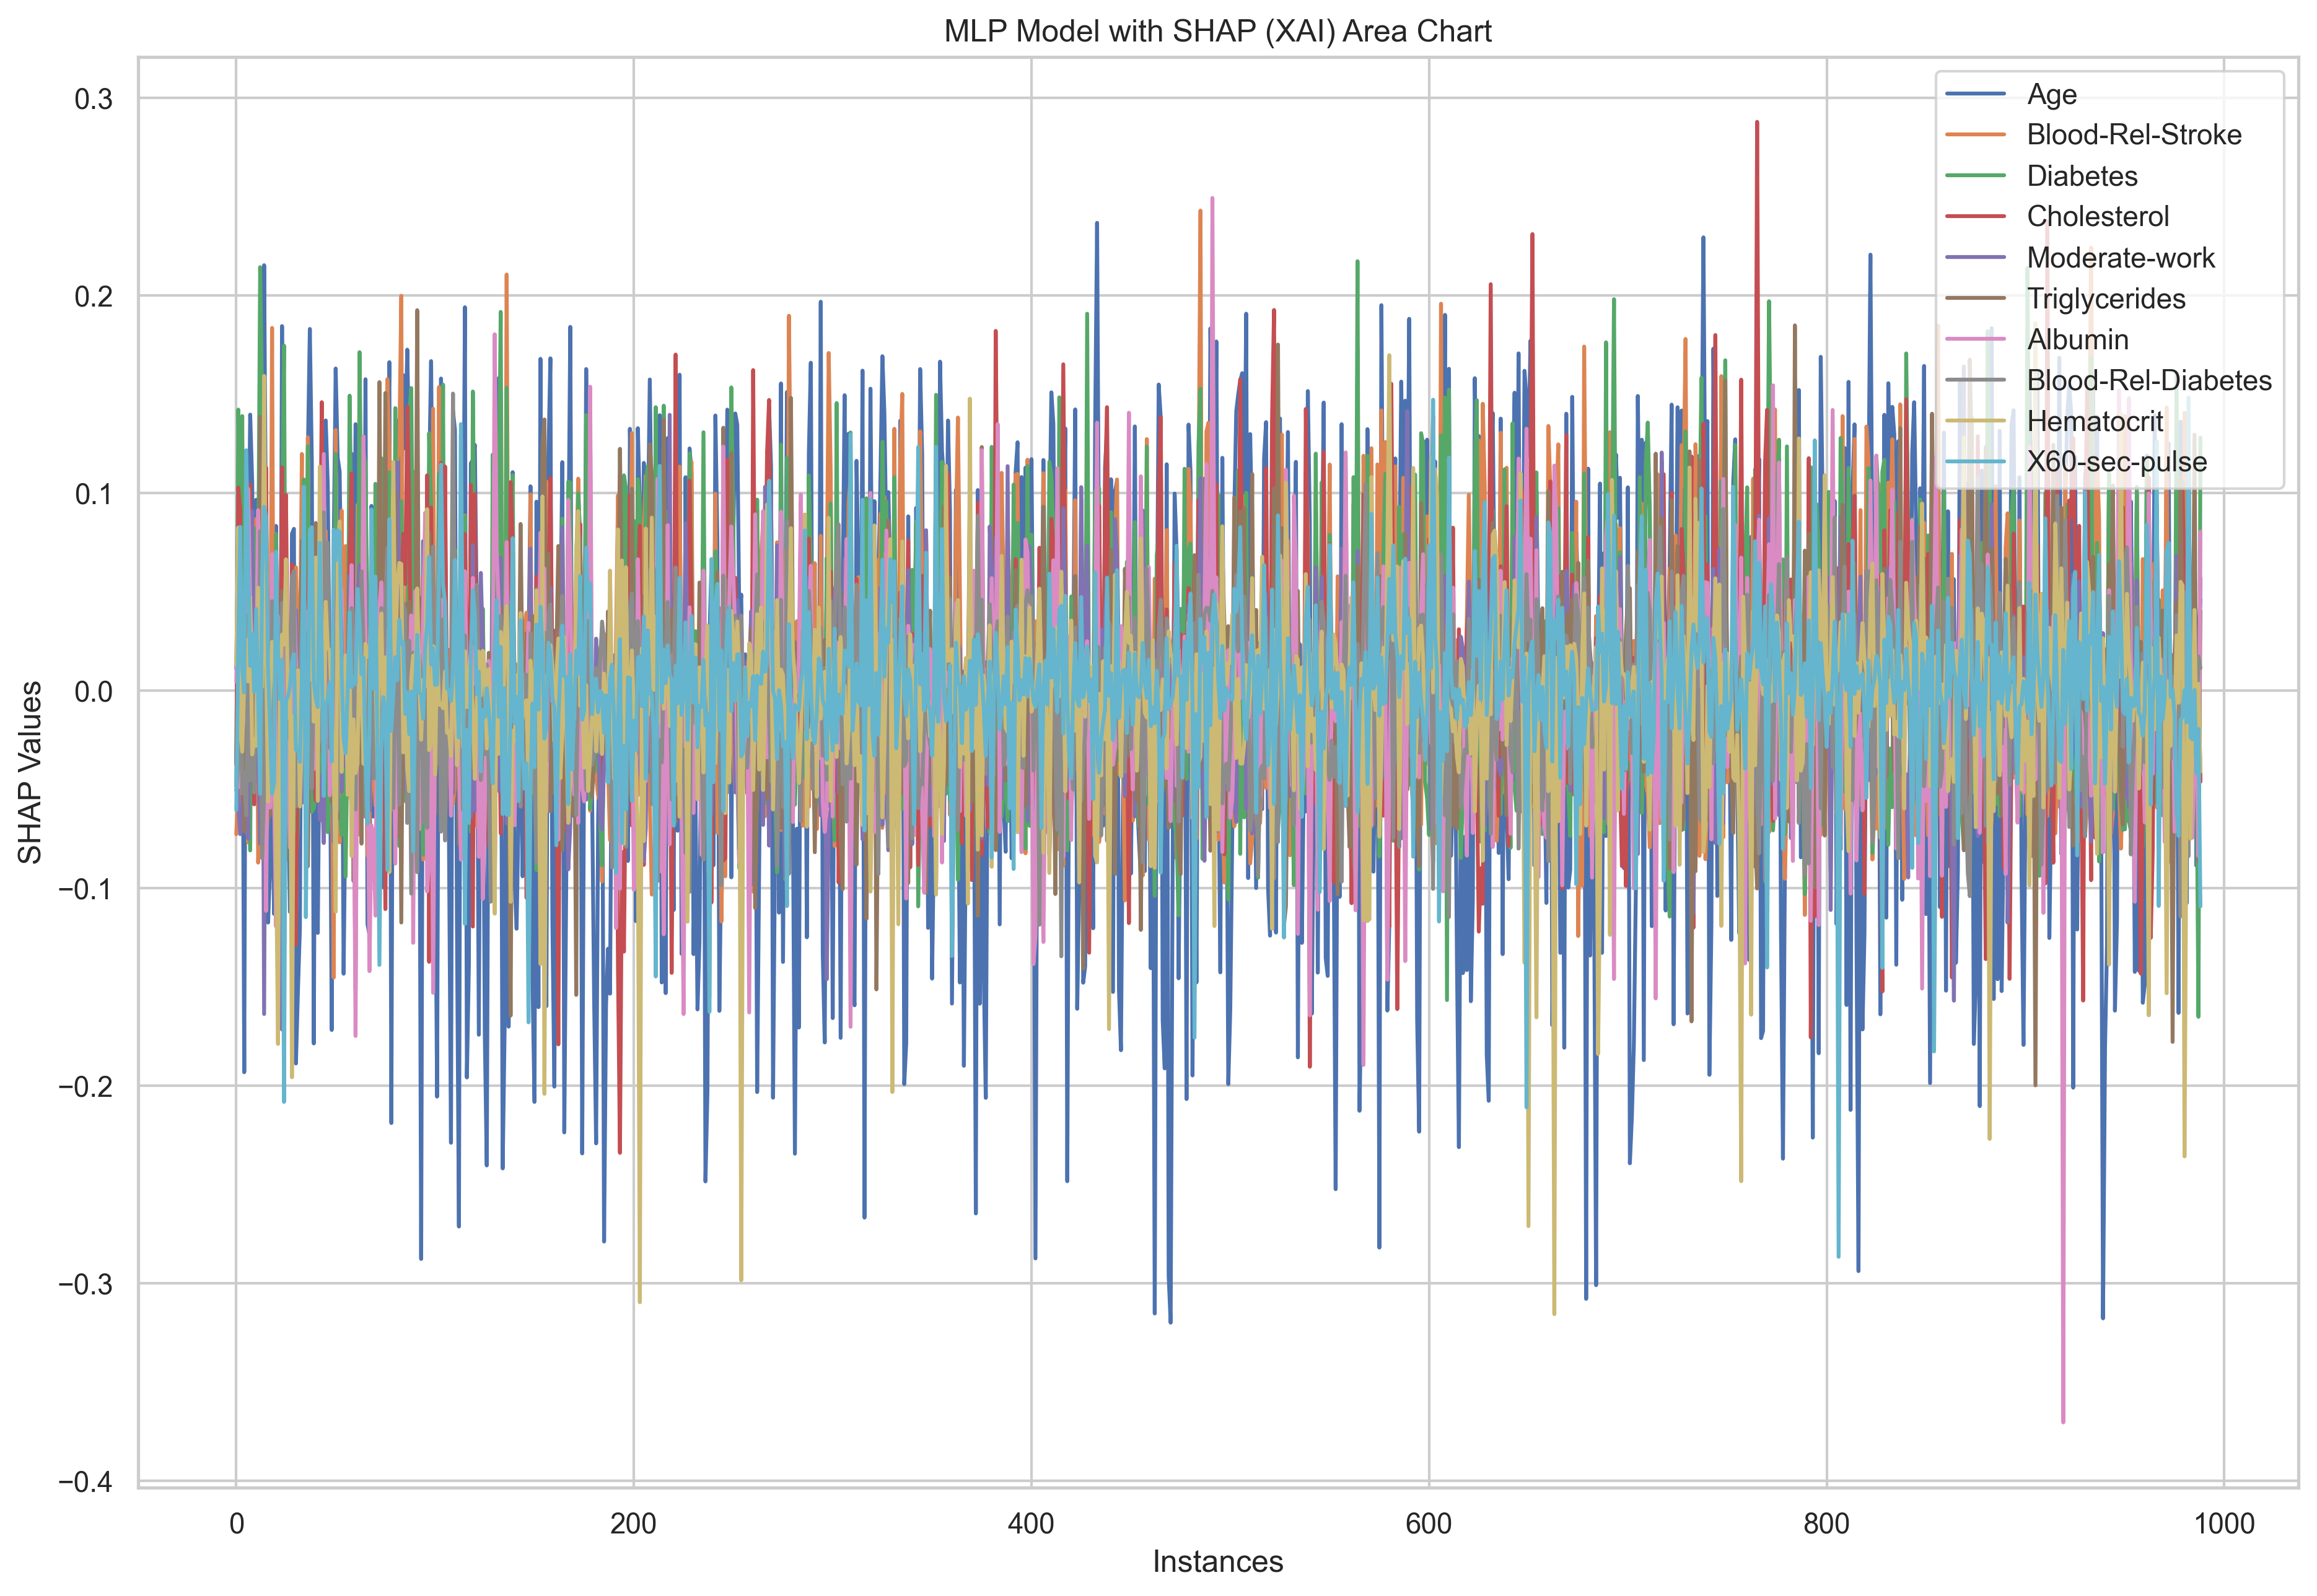 MLP Model with SHAP (XAI) Area Chart
0.3
0.2
0.1
0.0
−0.1
−0.2
−0.3
−0.4
SHAP Values
Age
Blood-Rel-Stroke
Diabetes
Cholesterol
Moderate-work
Triglycerides
Albumin
Blood-Rel-Diabetes
Hematocrit
X60-sec-pulse
0 200 400 600 800 1000
Instances